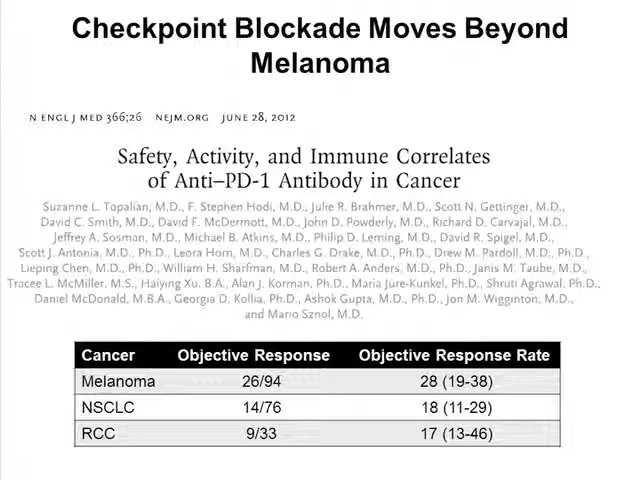 Checkpoint Blockade Moves Beyond
Melanoma
N ENGL J MED 366;26 NEJM.ORG JUNE 28, 2012
Safety, Activity, and Immune Correlates
of Anti–PD-1 Antibody in Cancer
Suzanne L. Topalian, M.D., F. Stephen Hodi, M.D., Julie R. Brahmer, M.D., Scott N. Gettinger, M.D.,
David C. Smith, M.D., David F. McDermott, M.D., John D. Powderly, M.D., Richard D. Carvajal, M.D.,
Jeffrey A. Sosman, M.D., Michael B. Atkins, M.D., Philip D. Leming, M.D., David R. Spigel, M.D.,
Scott J. Antonia, M.D., Ph.D., Leora Horn, M.D., Charles G. Drake, M.D., Ph.D., Drew M. Pardoll, M.D., Ph.D.,
Lieping Chen, M.D., Ph.D., William H. Sharfman, M.D., Robert A. Anders, M.D., Ph.D., Janis M. Taube, M.D.,
Tracee L. McMiller, M.S., Haiying Xu, B.A., Alan J. Korman, Ph.D., Maria Jure-Kunkel, Ph.D., Shruti Agrawal, Ph.D.,
Daniel McDonald, M.B.A., Georgia D. Kollia, Ph.D., Ashok Gupta, M.D., Ph.D., Jon M. Wigginton, M.D.,
and Mario Sznol, M.D.
Cancer Objective Response Objective Response Rate
Melanoma 26/94 28 (19-38)
NSCLC 14/76 18 (11-29)
RCC 9/33 17 (13-46)